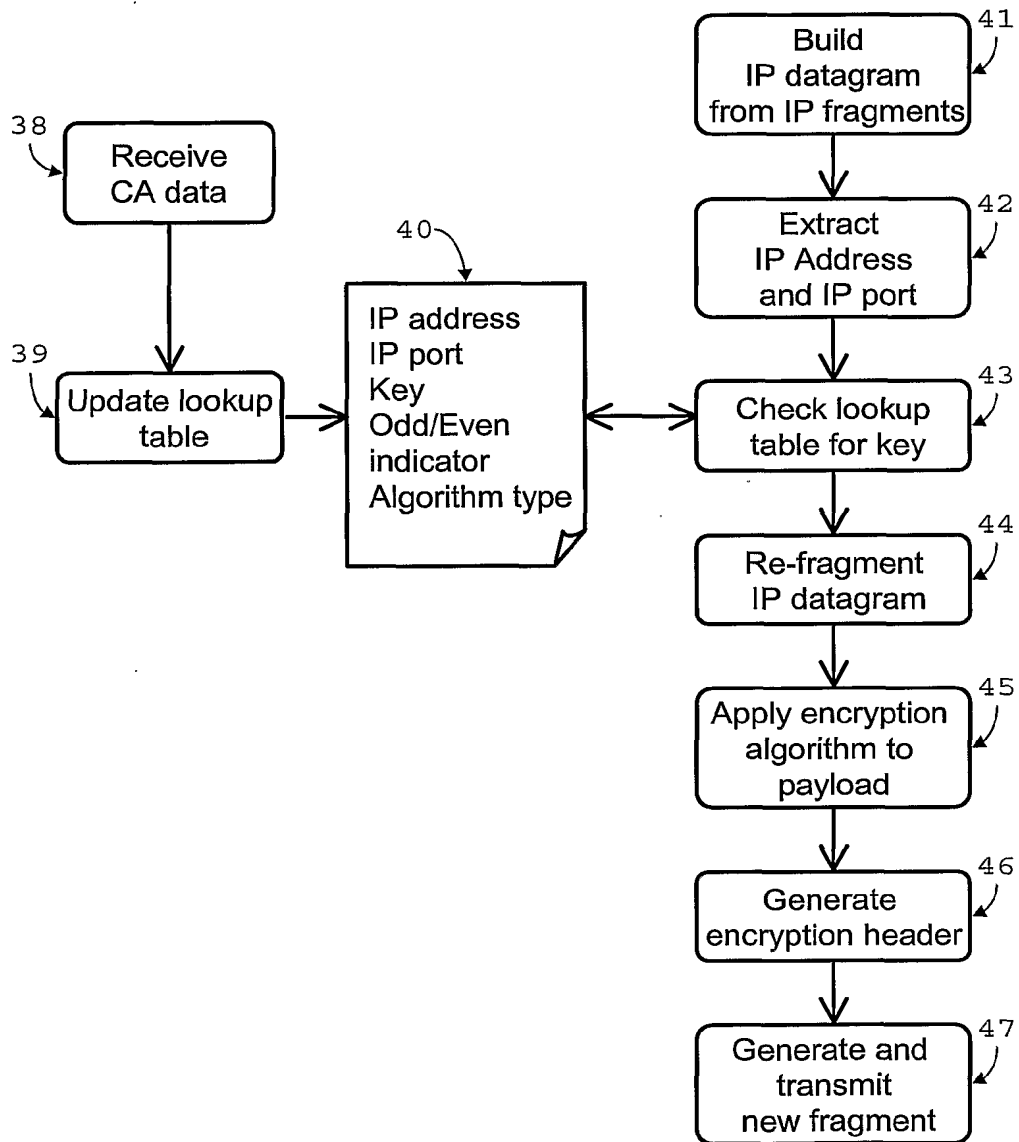 38
Receive
CA data
39
Update lookup
table
40
IP address
IP port
Key
Odd/Even
indicator
Algorithm type
41
Build
IP datagram
from IP fragments
42
Extract
IP Address
and IP port
43
Check lookup
table for key
44
Re-fragment
IP datagram
45
Apply encryption
algorithm to
payload
46
Generate
encryption header
47
Generate and
transmit
new fragment